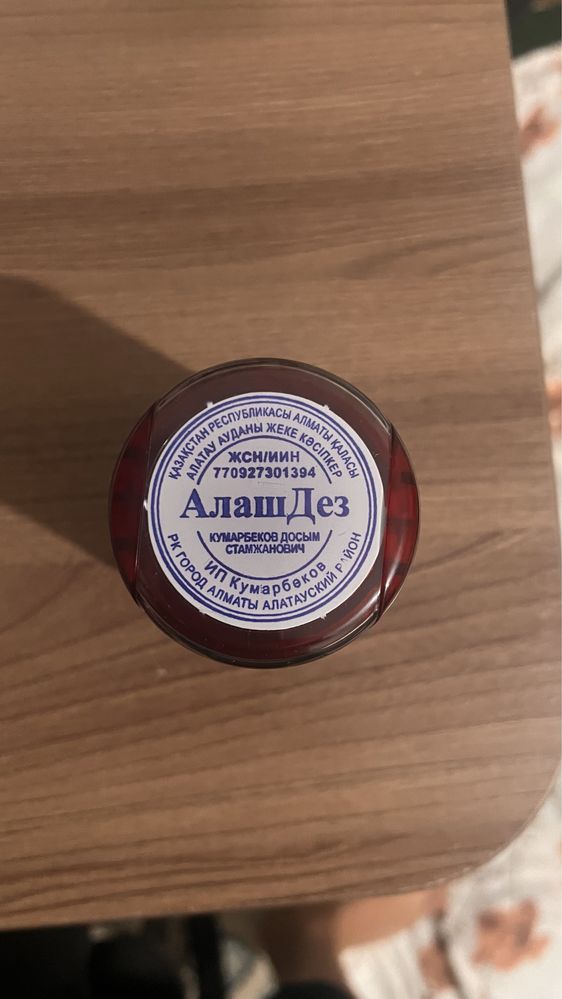 ҚАЗАҚСТАН РЕСПУБЛИКАСЫ АЛМАТЫ ҚАЛАСЫ
АЛАТАУ АУДАНЫ ЖЕКЕ КӘСІПКЕР
ЖСН/ИИН
770927301394
АлашДез
КУМАРБЕКОВ ДОСЫМ
СТАМЖАНОВИЧ
ИП Кумарбеков
РК ГОРОД АЛМАТЫ АЛАТАУСКИЙ РАЙОН